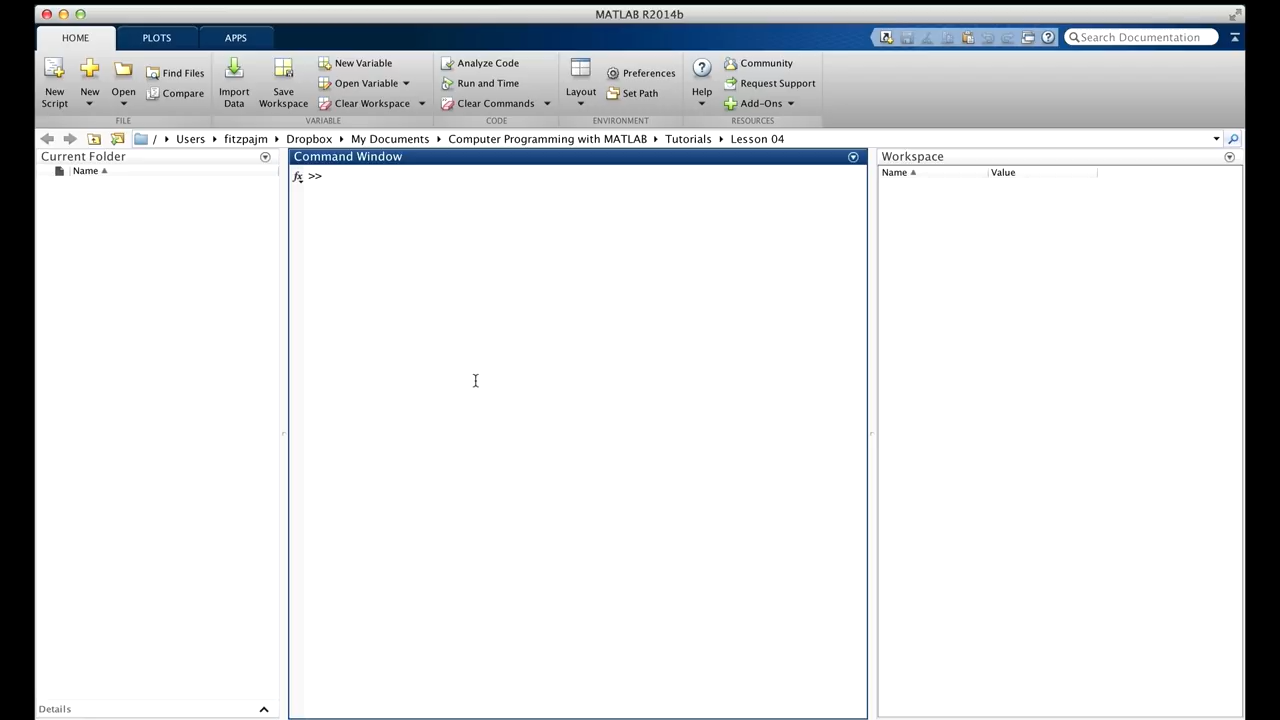 MATLAB R2014b
HOME PLOTS APPS
Search Documentation
New Script
New
Open
Find Files
Compare
FILE
Import Data
Save Workspace
New Variable
Open Variable
Clear Workspace
VARIABLE
Analyze Code
Run and Time
Clear Commands
CODE
Layout
Preferences
Set Path
ENVIRONMENT
Help
Community
Request Support
Add-Ons
RESOURCES
/ Users fitzpajm Dropbox My Documents Computer Programming with MATLAB Tutorials Lesson 04
Current Folder
Name
Details
Command Window
fx >>
Workspace
Name Value